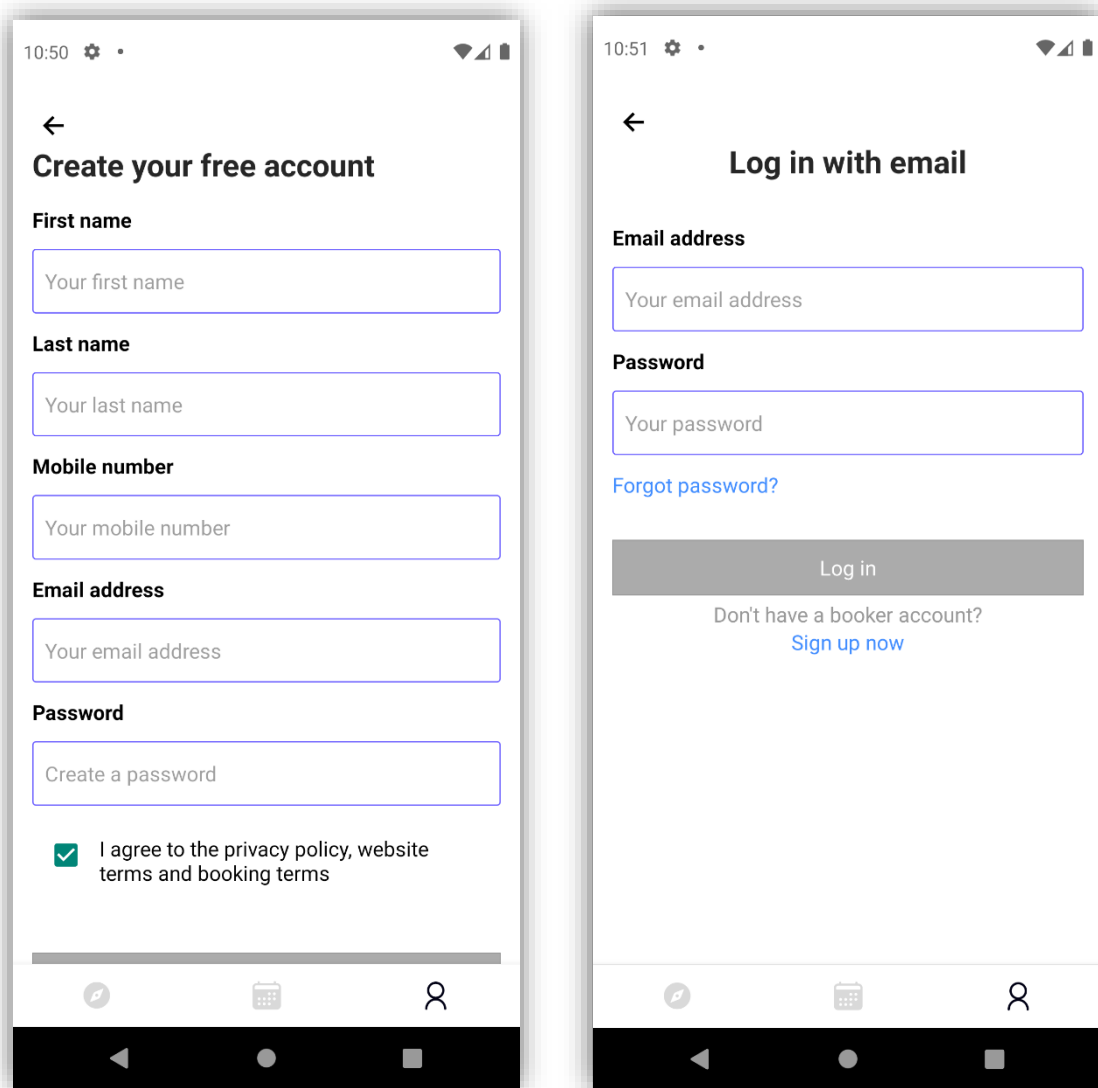 10:50
Create your free account
First name
Your first name
Last name
Your last name
Mobile number
Your mobile number
Email address
Your email address
Password
Create a password
I agree to the privacy policy, website
terms and booking terms
10:51
Log in with email
Email address
Your email address
Password
Your password
Forgot password?
Log in
Don't have a booker account?
Sign up now